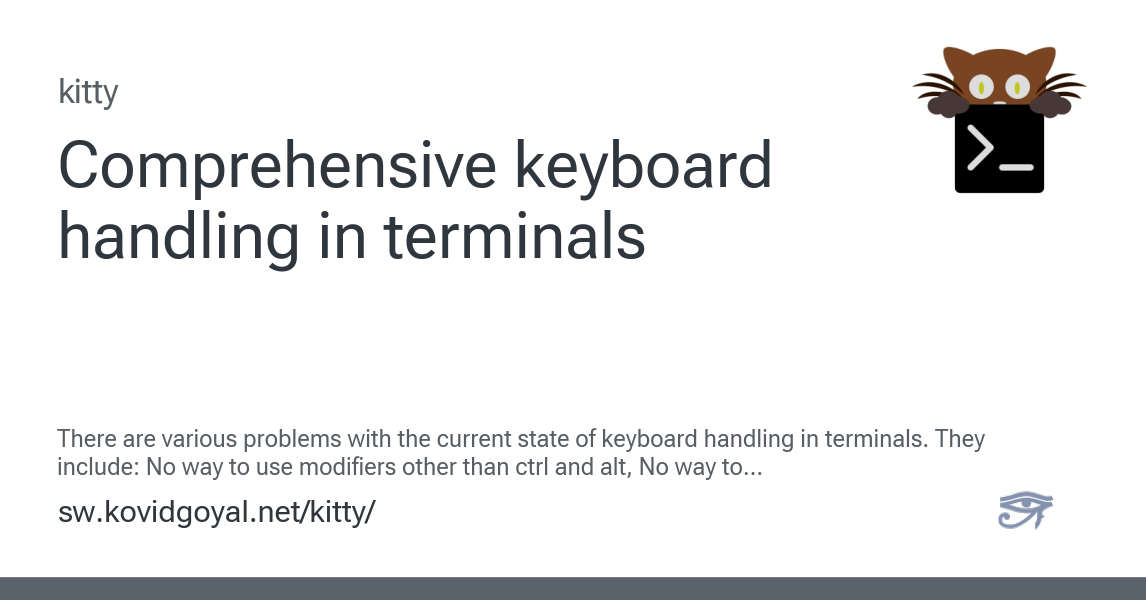 kitty
Comprehensive keyboard
handling in terminals
There are various problems with the current state of keyboard handling in terminals. They
include: No way to use modifiers other than ctrl and alt, No way to...
sw.kovidgoyal.net/kitty/